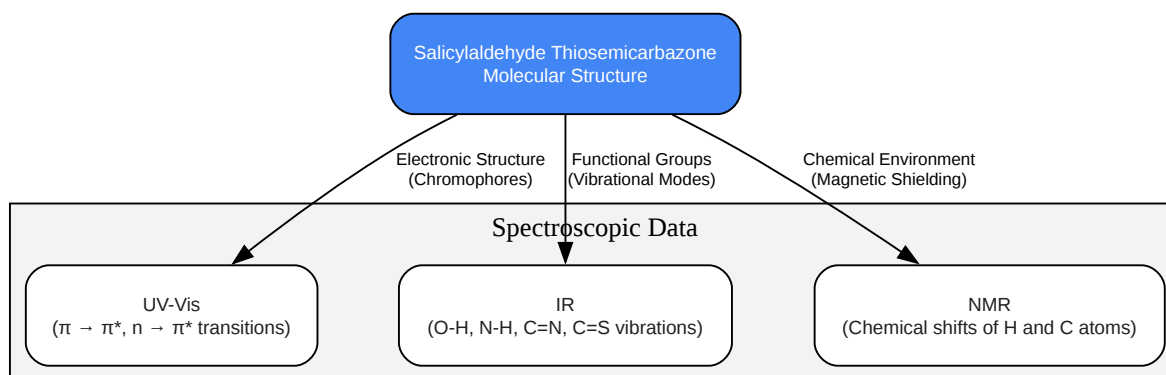 Salicylaldehyde Thiosemicarbazone
Molecular Structure
Electronic Structure
(Chromophores)
Functional Groups
(Vibrational Modes)
Chemical Environment
(Magnetic Shielding)
Spectroscopic Data
UV-Vis
(π → π*, n → π* transitions)
IR
(O-H, N-H, C=N, C=S vibrations)
NMR
(Chemical shifts of H and C atoms)